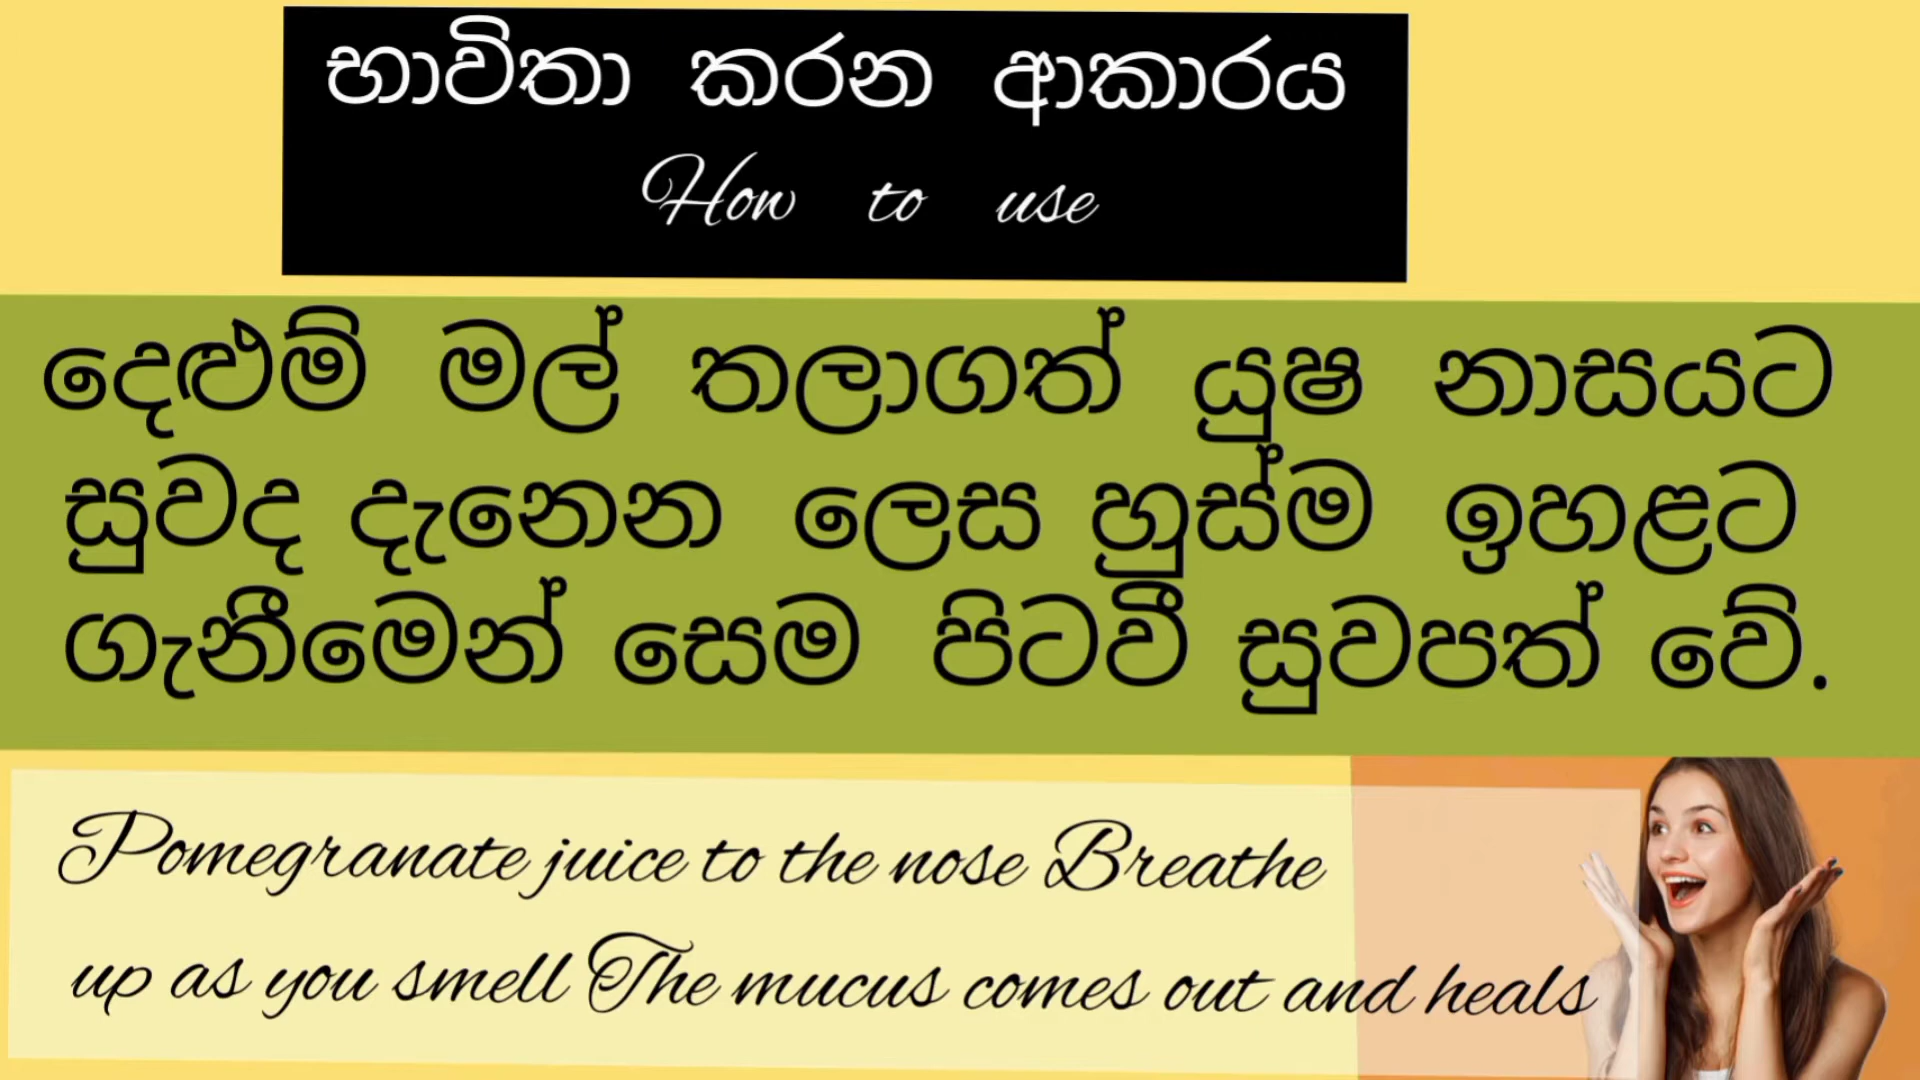 භාවිතා කරන ආකාරය
How to use
දෙළුම් මල් තලාගත් යුෂ නාසයට
සුවද දැනෙන ලෙස හුස්ම ඉහළට
ගැනීමෙන් සෙම පිටවී සුවපත් වේ.
Pomegranate juice to the nose Breathe
up as you smell The mucus comes out and heals